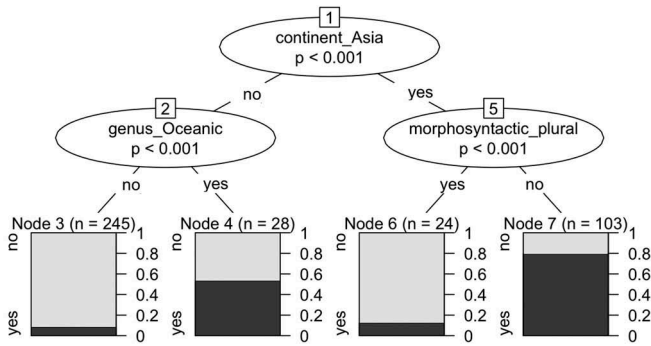 1
continent_Asia
p < 0.001
no
yes
2
genus_Oceanic
p < 0.001
5
morphosyntactic_plural
p < 0.001
no
yes
yes
no
Node 3 (n = 245)
no
yes
1
0.8
0.6
0.4
0.2
0
Node 4 (n = 28)
no
yes
1
0.8
0.6
0.4
0.2
0
Node 6 (n = 24)
no
yes
1
0.8
0.6
0.4
0.2
0
Node 7 (n = 103)
no
yes
1
0.8
0.6
0.4
0.2
0